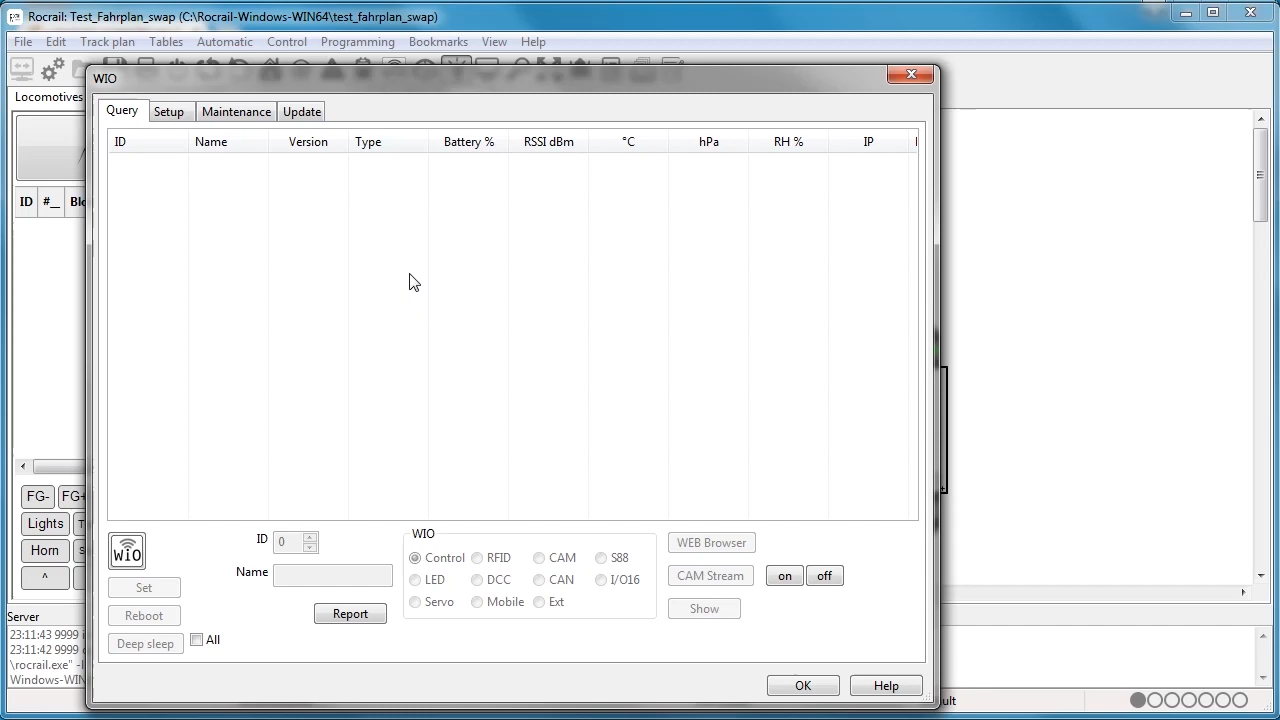 Rocrail: Test_Fahrplan_swap (C:\Rocrail-Windows-WIN64\test_fahrplan_swap)
File Edit Track plan Tables Automatic Control Programming Bookmarks View Help
WIO
Locomotives
Query Setup Maintenance Update
ID Name Version Type Battery % RSSI dBm °C hPa RH % IP
ID #_
FG-
Lights
Horn
^
WIO
Set
Reboot
Deep sleep
All
ID 0
Name
Report
WIO
Control RFID CAM S88
LED DCC CAN I/O16
Servo Mobile Ext
WEB Browser
CAM Stream on off
Show
OK Help
Server
23:11:43 9999
23:11:42 9999
\rocrail.exe" -l
Windows-WIN